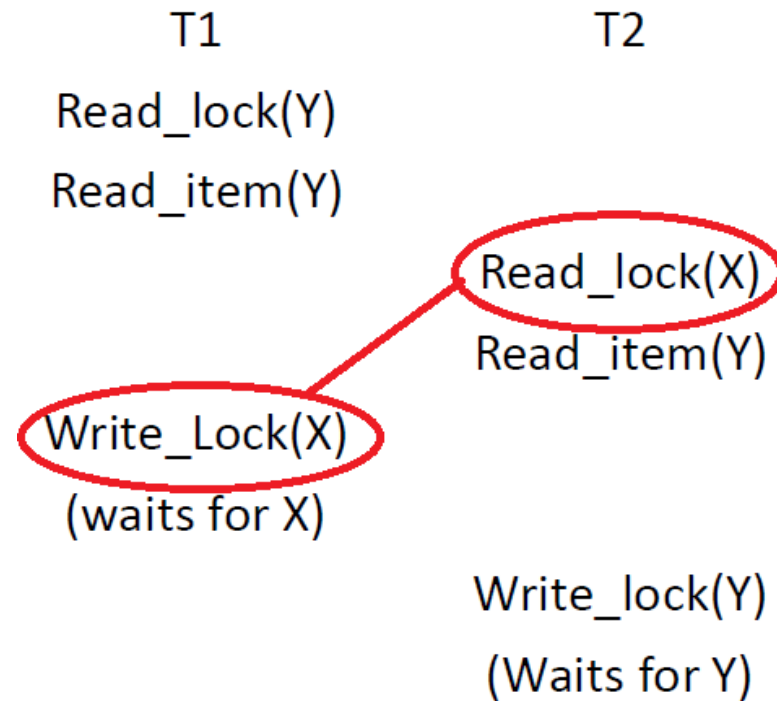 T1 T2
Read_lock(Y)
Read_item(Y)
Read_lock(X)
Read_item(Y)
Write_Lock(X)
(waits for X)
Write_lock(Y)
(Waits for Y)